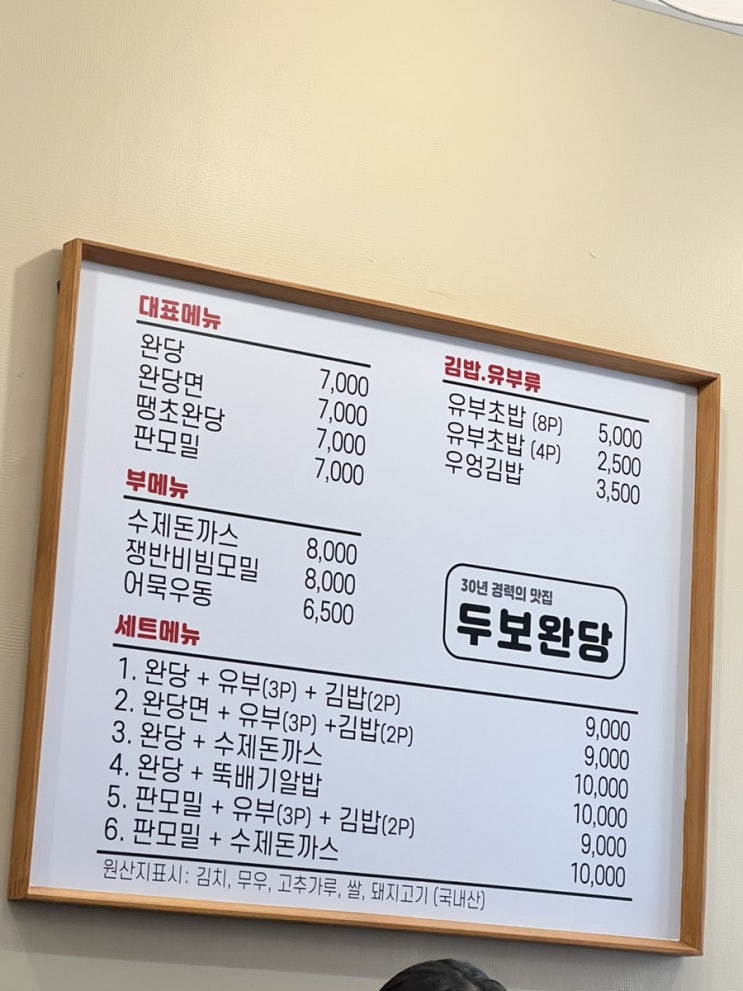 대표메뉴
완당 7,000
완당면 7,000
땡초완당 7,000
판모밀 7,000
부메뉴
수제돈까스 8,000
쟁반비빔모밀 8,000
어묵우동 6,500
김밥.유부류
유부초밥 (8P) 5,000
유부초밥 (4P) 2,500
우엉김밥 3,500
30년 경력의 맛집
두보완당
세트메뉴
1. 완당 + 유부(3P) + 김밥(2P) 9,000
2. 완당면 + 유부(3P) +김밥(2P) 9,000
3. 완당 + 수제돈까스 10,000
4. 완당 + 뚝배기알밥 10,000
5. 판모밀 + 유부(3P) + 김밥(2P) 9,000
6. 판모밀 + 수제돈까스 10,000
원산지표시: 김치, 무우, 고추가루, 쌀, 돼지고기 (국내산)